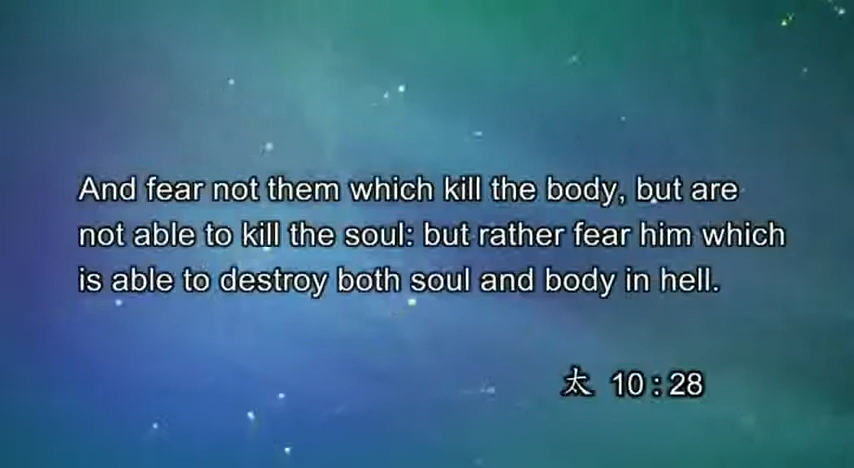 And fear not them which kill the body, but are
not able to kill the soul: but rather fear him which
is able to destroy both soul and body in hell.
太 10 : 28